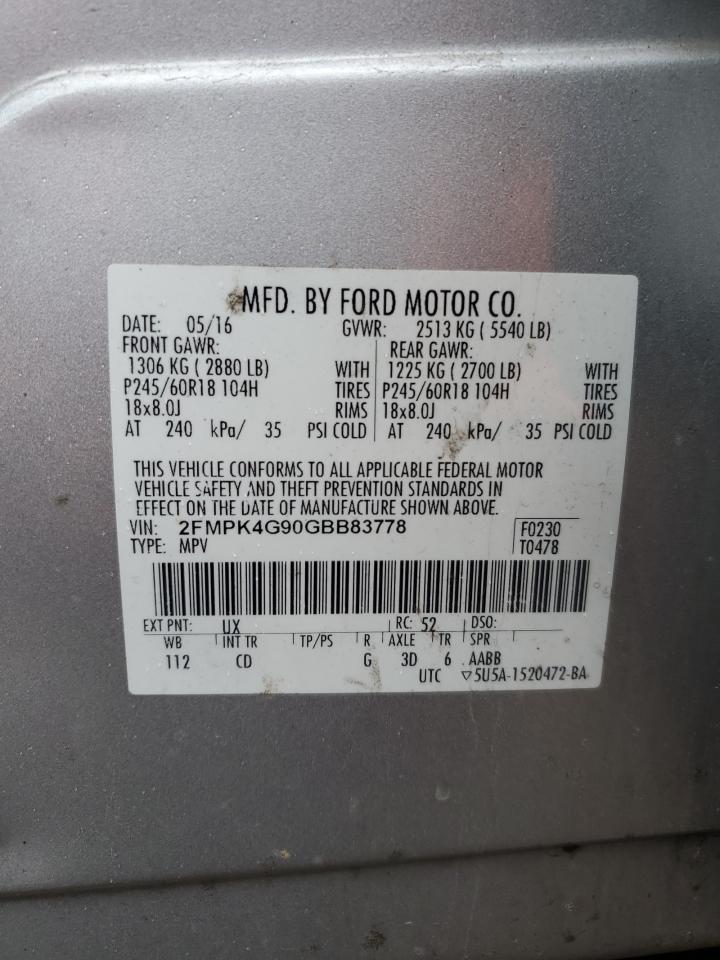 MFD. BY FORD MOTOR CO.
DATE: 05/16 GVWR: 2513 KG ( 5540 LB)
FRONT GAWR: REAR GAWR:
1306 KG ( 2880 LB) WITH 1225 KG ( 2700 LB) WITH
P245/60R18 104H TIRES P245/60R18 104H TIRES
18x8.0J RIMS 18x8.0J RIMS
AT 240 kPa/ 35 PSI COLD AT 240 kPa/ 35 PSI COLD
THIS VEHICLE CONFORMS TO ALL APPLICABLE FEDERAL MOTOR
VEHICLE SAFETY AND THEFT PREVENTION STANDARDS IN
EFFECT ON THE DATE OF MANUFACTURE SHOWN ABOVE.
VIN: 2FMPK4G90GBB83778 F0230
TYPE: MPV T0478
EXT PNT: UX RC: 52 DSO:
WB INT TR TP/PS R AXLE TR SPR
112 CD G 3D 6 AABB
UTC ▽5U5A-1520472-BA